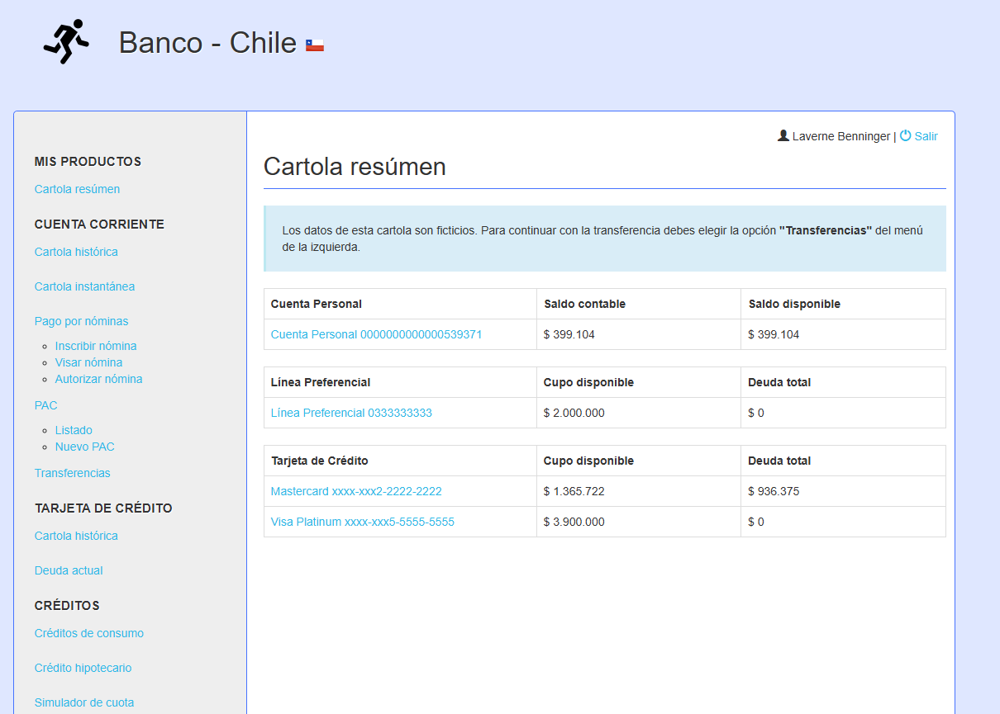 Banco - Chile
Laverne Benninger | Salir
MIS PRODUCTOS
Cartola resúmen
CUENTA CORRIENTE
Cartola histórica
Cartola instantánea
Pago por nóminas
Inscribir nómina
Visar nómina
Autorizar nómina
PAC
Listado
Nuevo PAC
Transferencias
TARJETA DE CRÉDITO
Cartola histórica
Deuda actual
CRÉDITOS
Créditos de consumo
Crédito hipotecario
Simulador de cuota
Cartola resúmen
Los datos de esta cartola son ficticios. Para continuar con la transferencia debes elegir la opción "Transferencias" del menú
de la izquierda.
Cuenta Personal Saldo contable Saldo disponible
Cuenta Personal 0000000000000539371 $ 399.104 $ 399.104
Línea Preferencial Cupo disponible Deuda total
Línea Preferencial 0333333333 $ 2.000.000 $ 0
Tarjeta de Crédito Cupo disponible Deuda total
Mastercard xxxx-xxx2-2222-2222 $ 1.365.722 $ 936.375
Visa Platinum xxxx-xxx5-5555-5555 $ 3.900.000 $ 0